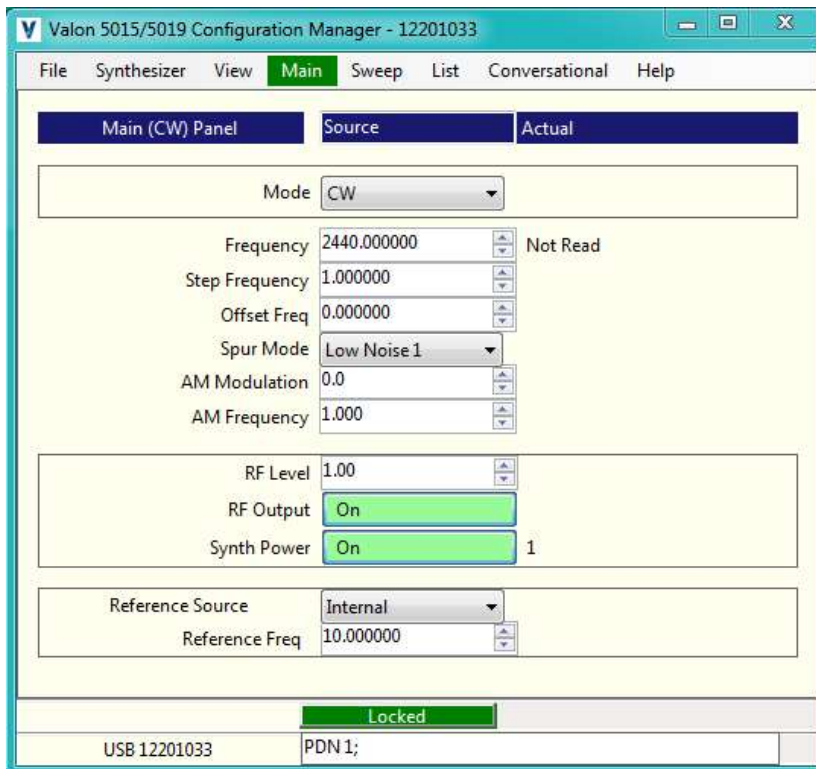 Valon 5015/5019 Configuration Manager - 12201033
File Synthesizer View Main Sweep List Conversational Help
Main (CW) Panel Source Actual
Mode CW
Frequency 2440.000000 Not Read
Step Frequency 1.000000
Offset Freq 0.000000
Spur Mode Low Noise 1
AM Modulation 0.0
AM Frequency 1.000
RF Level 1.00
RF Output On
Synth Power On 1
Reference Source Internal
Reference Freq 10.000000
Locked
USB 12201033 PDN 1;